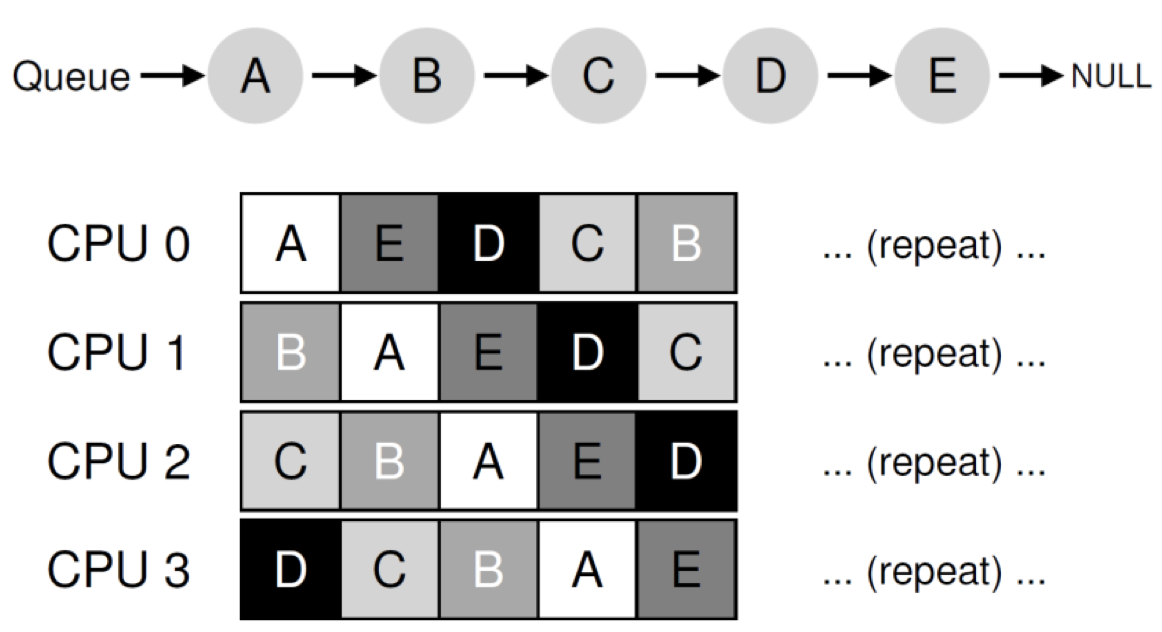 Queue A B C D E NULL
CPU 0 A E D C B ... (repeat) ...
CPU 1 B A E D C ... (repeat) ...
CPU 2 C B A E D ... (repeat) ...
CPU 3 D C B A E ... (repeat) ...